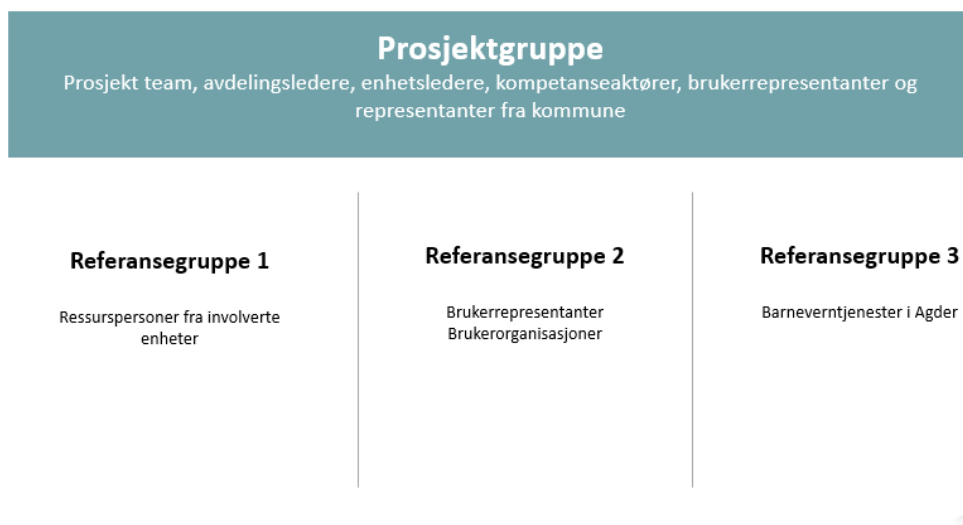 Prosjektgruppe
Prosjekt team, avdelingsledere, enhetsledere, kompetanseaktører, brukerrepresentanter og
representanter fra kommune
Referansegruppe 1
Ressurspersoner fra involverte
enheter
Referansegruppe 2
Brukerrepresentanter
Brukerorganisasjoner
Referansegruppe 3
Barneverntjenester i Agder